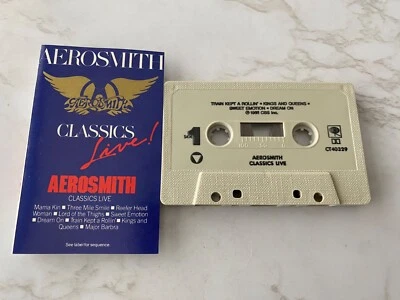 AEROSMITH
AEROSMITH
CLASSICS
Live!
AEROSMITH
CLASSICS LIVE
Mama Kin ■ Three Mile Smile ■ Reefer Head
Woman ■ Lord of the Thighs ■ Sweet Emotion
■ Dream On ■ Train Kept a Rollin' ■ Kings and
Queens ■ Major Barbra
See label for sequence
TRAIN KEPT A ROLLIN' • KINGS AND QUEENS •
SWEET EMOTION • DREAM ON
℗ 1986 CBS Inc.
1
CT40329
AEROSMITH
CLASSICS LIVE